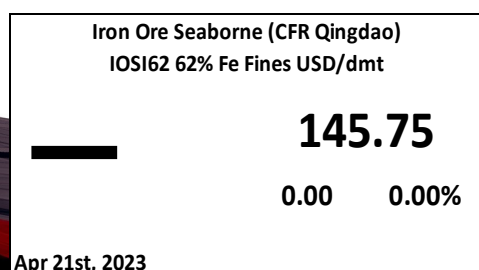 Iron Ore Seaborne (CFR Qingdao)
IOSI62 62% Fe Fines USD/dmt
145.75
0.00 0.00%
Apr 21st, 2023